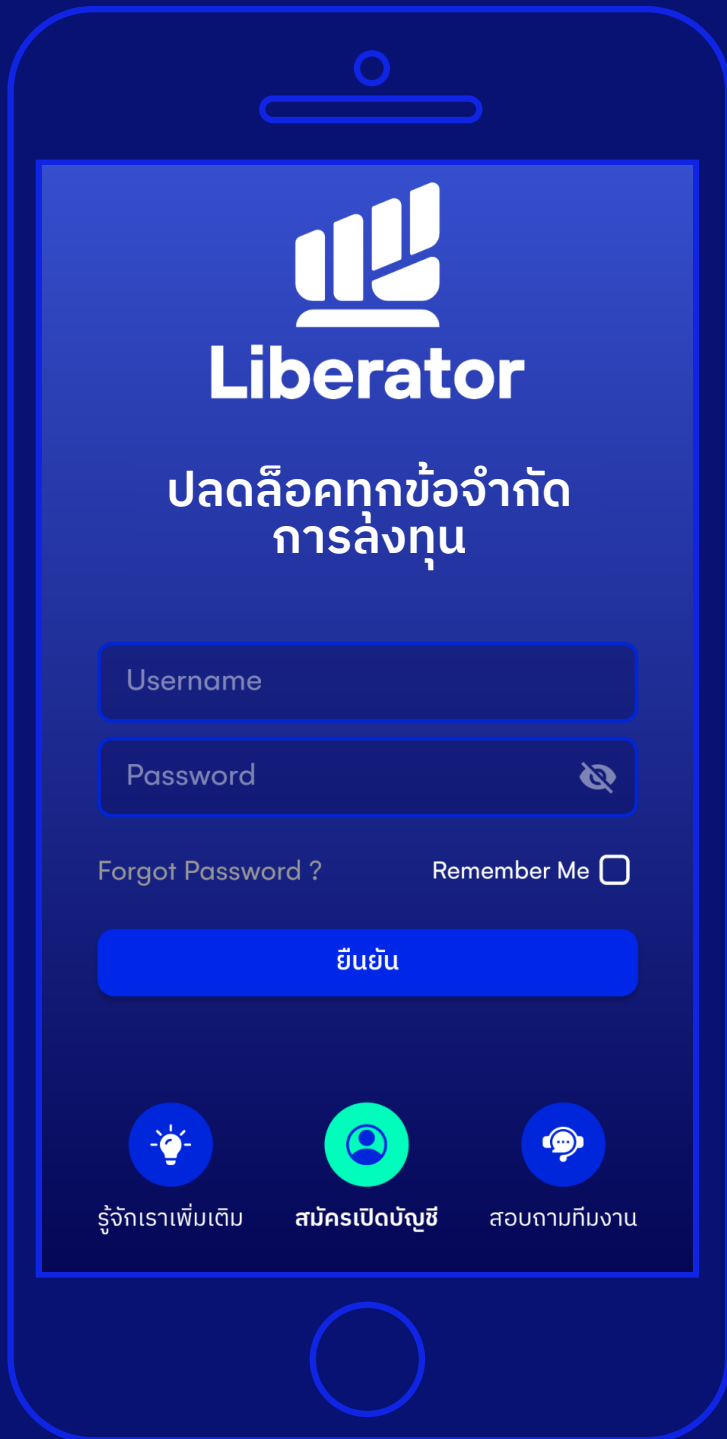 Liberator
ปลดล็อคทุกข้อจำกัด
การลงทุน
Username
Password
Forgot Password ?
Remember Me
ยืนยัน
รู้จักเราเพิ่มเติม
สมัครเปิดบัญชี
สอบถามทีมงาน